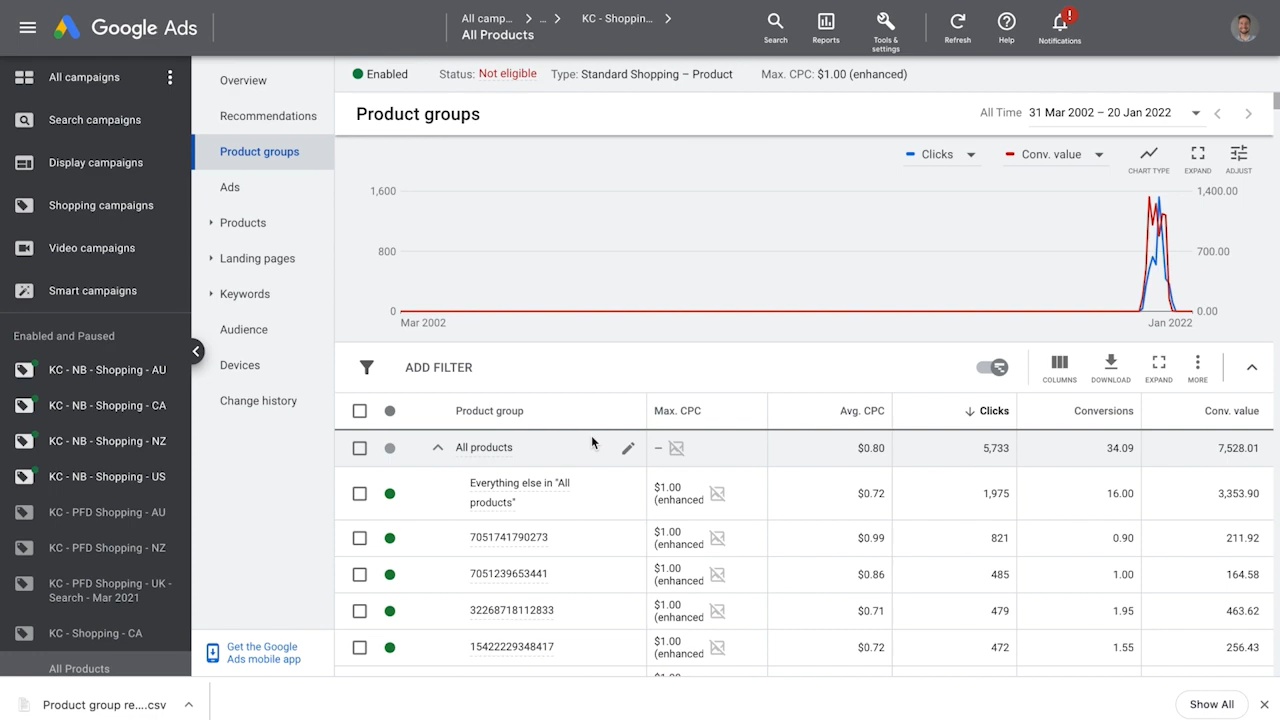 Google Ads
All camp... > ... > KC - Shoppin... >
All Products
Search
Reports
Tools &
settings
Refresh
Help
!
Notifications
All campaigns
Search campaigns
Display campaigns
Shopping campaigns
Video campaigns
Smart campaigns
Enabled and Paused
KC - NB - Shopping - AU
KC - NB - Shopping - CA
KC - NB - Shopping - NZ
KC - NB - Shopping - US
KC - PFD Shopping - AU
KC - PFD Shopping - NZ
KC - PFD Shopping - UK -
Search - Mar 2021
KC - Shopping - CA
All Products
Overview
Recommendations
Product groups
Ads
Products
Landing pages
Keywords
Audience
Devices
Change history
Get the Google
Ads mobile app
Enabled Status: Not eligible Type: Standard Shopping – Product Max. CPC: $1.00 (enhanced)
Product groups
All Time 31 Mar 2002 – 20 Jan 2022
Clicks Conv. value
CHART TYPE EXPAND ADJUST
1,600 1,400.00
800 700.00
0 0.00
Mar 2002 Jan 2022
ADD FILTER
COLUMNS DOWNLOAD EXPAND MORE
Product group Max. CPC Avg. CPC Clicks Conversions Conv. value
All products – $0.80 5,733 34.09 7,528.01
Everything else in "All
products"
$1.00
(enhanced
$0.72 1,975 16.00 3,353.90
7051741790273
$1.00
(enhanced
$0.99 821 0.90 211.92
7051239653441
$1.00
(enhanced
$0.86 485 1.00 164.58
32268718112833
$1.00
(enhanced
$0.71 479 1.95 463.62
15422229348417
$1.00
(enhanced
$0.72 472 1.55 256.43
Product group re....csv
Show All